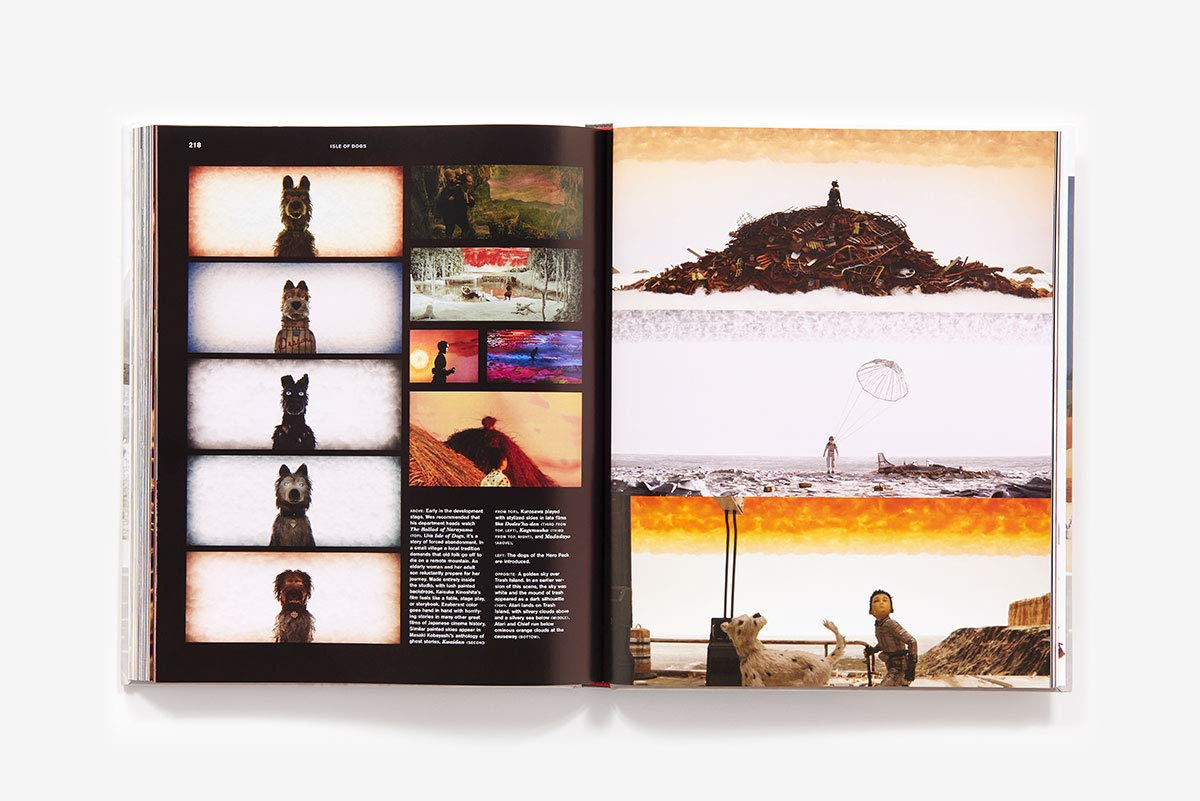 218
ISLE OF DOGS
ABOVE: Early in the development
stage, Wes recommended that
his department heads watch
The Ballad of Narayama
(TOP). Like Isle of Dogs, it's a
story of forced abandonment. In
a small village a local tradition
demands that old folk go off to
die on a remote mountain. An
elderly woman and her adult
son reluctantly prepare for her
journey. Made entirely inside
the studio, with lush painted
backdrops, Keisuke Kinoshita's
film feels like a fable, stage play,
or storybook. Exuberant color
goes hand in hand with horrify-
ing stories in many other great
films of Japanese cinema history.
Similar painted skies appear in
Masaki Kobayashi's anthology of
ghost stories, Kwaidan (SECOND
FROM TOP). Kurosawa played
with stylized skies in late films
like Dodes'ka-den (THIRD FROM
TOP, LEFT), Kagemusha (THIRD
FROM TOP, RIGHT), and Madadayo
(ABOVE).
LEFT: The dogs of the Hero Pack
are introduced.
OPPOSITE: A golden sky over
Trash Island. In an earlier ver-
sion of this scene, the sky was
white and the mound of trash
appeared as a dark silhouette
(TOP). Atari lands on Trash
Island, with silvery clouds above
and a silvery sea below (MIDDLE).
Atari and Chief run below
ominous orange clouds at the
causeway (BOTTOM).